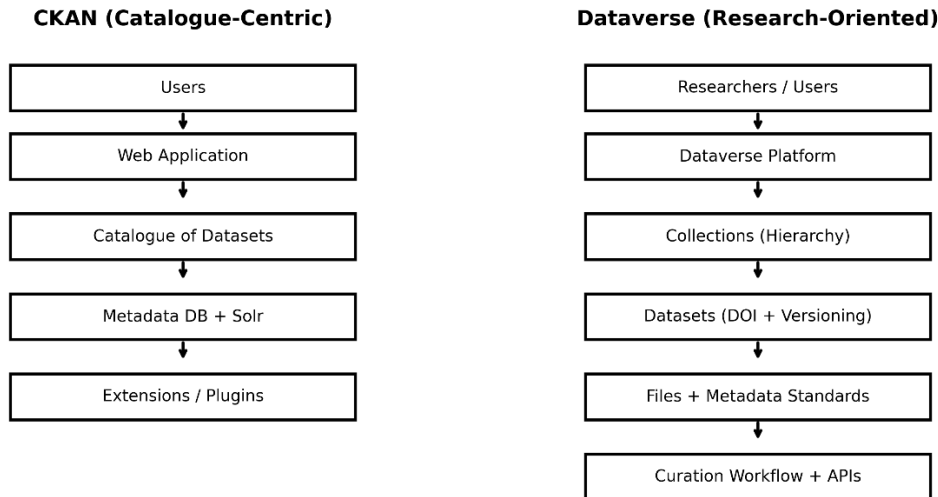 CKAN (Catalogue-Centric)
Users
Web Application
Catalogue of Datasets
Metadata DB + Solr
Extensions / Plugins
Dataverse (Research-Oriented)
Researchers / Users
Dataverse Platform
Collections (Hierarchy)
Datasets (DOI + Versioning)
Files + Metadata Standards
Curation Workflow + APIs